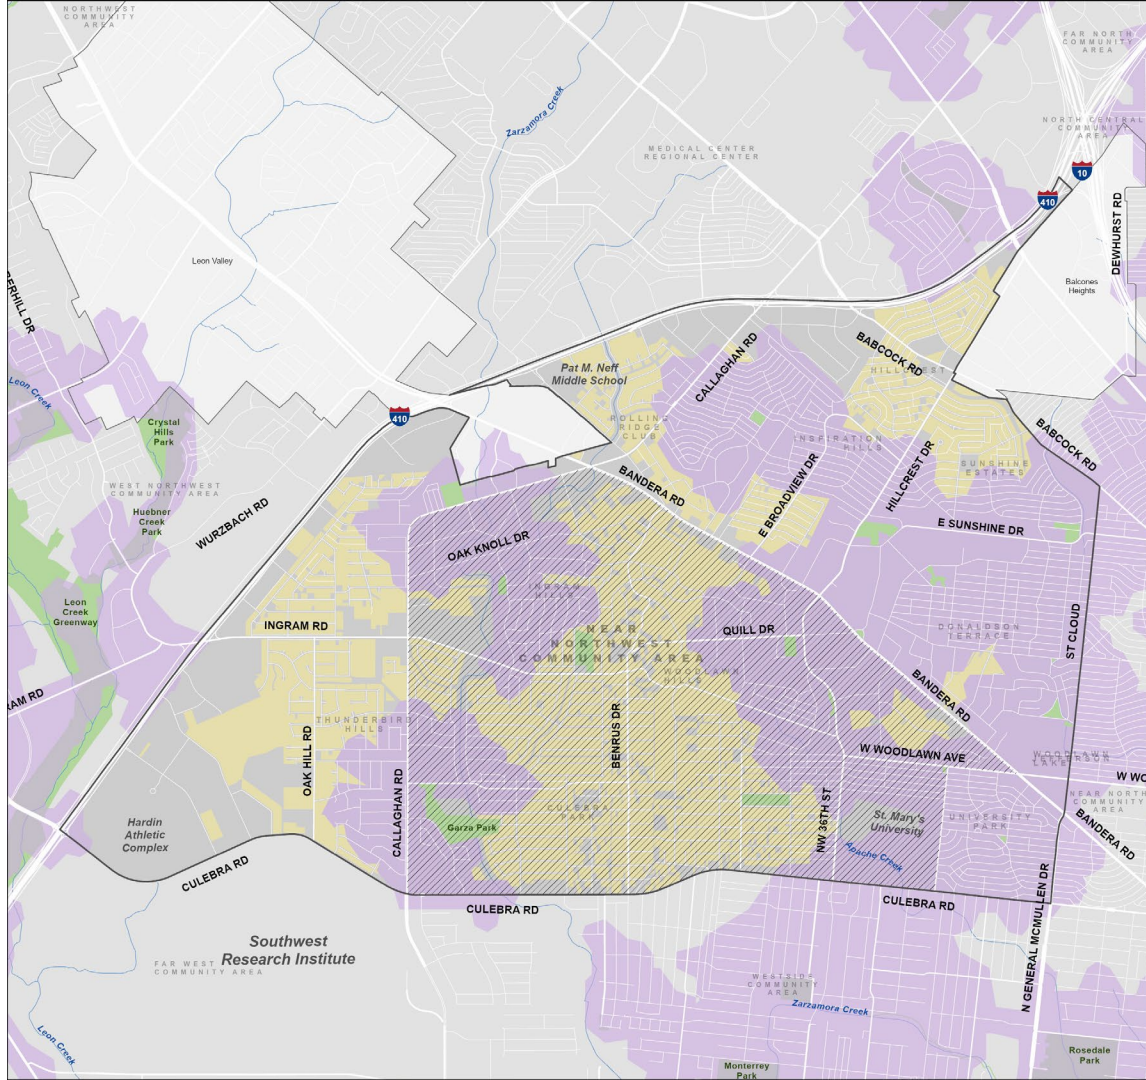 NORTHWEST
COMMUNITY
AREA
FAR NORTH
COMMUNITY
AREA
Zarzamora Creek
NORTH CENTRAL
COMMUNITY
AREA
MEDICAL CENTER
REGIONAL CENTER
10
410
DEWHURST RD
Leon Valley
Balcones
Heights
ERHILL DR
BABCOCK RD
CALLAGHAN RD
HILLCREST
Pat M. Neff
Middle School
Leon Creek
410
ROLLING
RIDGE
CLUB
Crystal
Hills
Park
INSPIRATION
HILLS
BABCOCK RD
SUNSHINE
ESTATES
HILLCREST DR
BANDERA RD
E BROADVIEW DR
WEST NORTHWEST
COMMUNITY AREA
Huebner
Creek
Park
WURZBACH RD
E SUNSHINE DR
OAK KNOLL DR
INGRAM
HILLS
Leon
Creek
Greenway
INGRAM RD
NEAR
NORTHWEST
COMMUNITY AREA
QUILL DR
DONALDSON
TERRACE
ST CLOUD
WOODLAWN
HILLS
RAM RD
BANDERA RD
THUNDERBIRD
HILLS
OAK HILL RD
BENRUS DR
W WOODLAWN AVE
WOODLAWN
LAKE
W WO
CALLAGHAN RD
NEAR NORTH
COMMUNITY
AREA
CULEBRA
PARK
Garza Park
NW 36TH ST
St. Mary's
University
UNIVERSITY
PARK
BANDERA RD
Hardin
Athletic
Complex
Apache Creek
CULEBRA RD
CULEBRA RD
CULEBRA RD
N GENERAL MCMULLEN DR
Southwest
Research Institute
FAR WEST
COMMUNITY AREA
WESTSIDE
COMMUNITY
AREA
Zarzamora Creek
Leon Creek
Monterrey
Park
Rosedale
Park